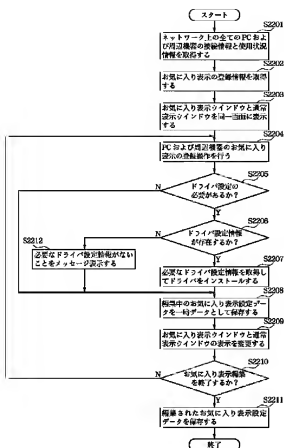 スタート
S2201
ネットワーク上の全てのPCおよ
び周辺機器の接続情報と使用状況
情報を取得する
S2202
お気に入り表示の登録情報を取得
する
S2203
お気に入り表示ウインドウと通常
表示ウインドウを同一画面に表示
する
S2204
PCおよび周辺機器のお気に入り
表示の登録操作を行う
S2205
ドライバ設定の
必要があるか?
N
Y
S2206
ドライバ設定情報
が存在するか?
N
Y
S2212
必要なドライバ設定情報がない
ことをメッセージ表示する
S2207
必要なドライバ設定情報を取得し
てドライバをインストールする
S2208
編集中のお気に入り表示設定デー
タを一時データとして保存する
S2209
お気に入り表示ウインドウと通常
表示ウインドウの表示を変更する
S2210
お気に入り表示編集
を終了するか?
N
Y
S2211
編集されたお気に入り表示設定
データを保存する
終了